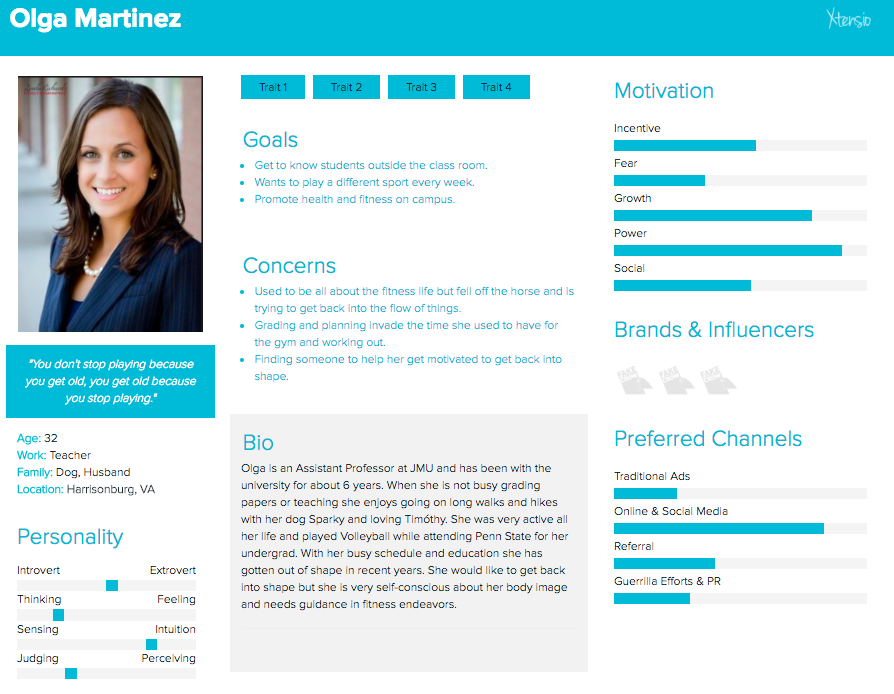 Olga Martinez
Xtensio
Trait 1
Trait 2
Trait 3
Trait 4
Goals
Get to know students outside the class room.
Wants to play a different sport every week.
Promote health and fitness on campus.
Concerns
Used to be all about the fitness life but fell off the horse and is
trying to get back into the flow of things.
Grading and planning invade the time she used to have for
the gym and working out.
Finding someone to help her get motivated to get back into
shape.
"You don't stop playing because
you get old, you get old because
you stop playing."
Age: 32
Work: Teacher
Family: Dog, Husband
Location: Harrisonburg, VA
Personality
Introvert
Extrovert
Thinking
Feeling
Sensing
Intuition
Judging
Perceiving
Bio
Olga is an Assistant Professor at JMU and has been with the
university for about 6 years. When she is not busy grading
papers or teaching she enjoys going on long walks and hikes
with her dog Sparky and loving Timóthy. She was very active all
her life and played Volleyball while attending Penn State for her
undergrad. With her busy schedule and education she has
gotten out of shape in recent years. She would like to get back
into shape but she is very self-conscious about her body image
and needs guidance in fitness endeavors.
Motivation
Incentive
Fear
Growth
Power
Social
Brands & Influencers
FAKE
FAKE
FAKE
Preferred Channels
Traditional Ads
Online & Social Media
Referral
Guerrilla Efforts & PR